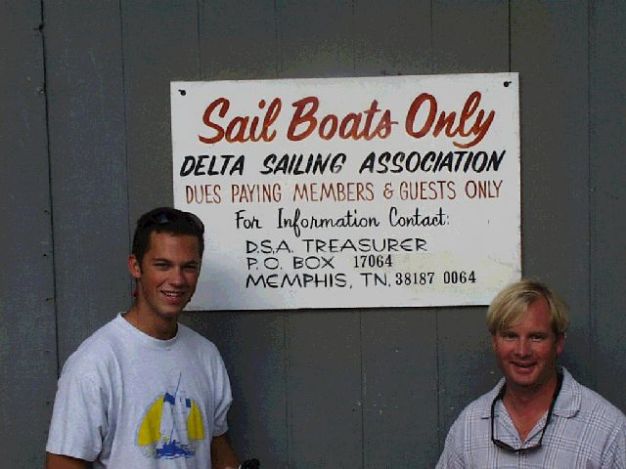 Sail Boats Only
DELTA SAILING ASSOCIATION
DUES PAYING MEMBERS & GUESTS ONLY
For Information Contact:
D.S.A. TREASURER
P.O. BOX 17064
MEMPHIS, TN. 38187 0064